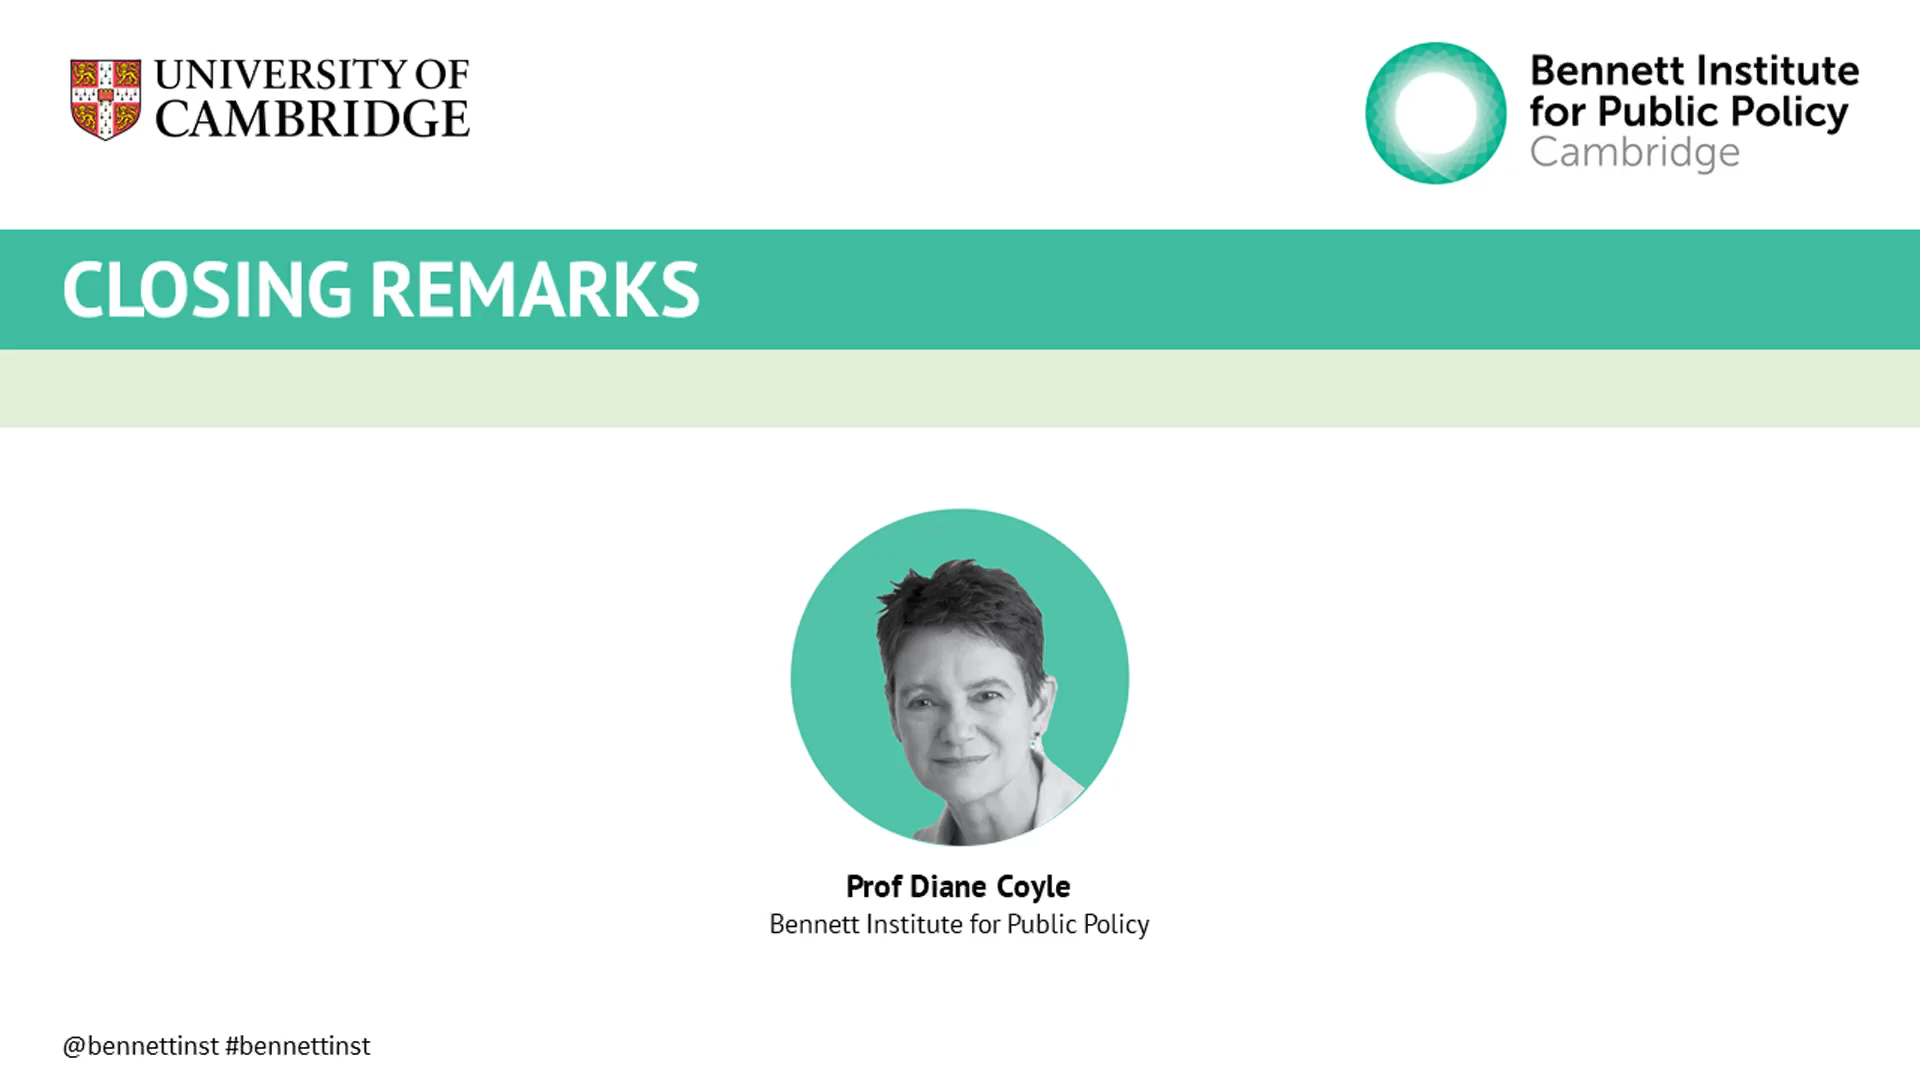 UNIVERSITY OF
CAMBRIDGE
Bennett Institute
for Public Policy
Cambridge
CLOSING REMARKS
Prof Diane Coyle
Bennett Institute for Public Policy
@bennettinst #bennettinst